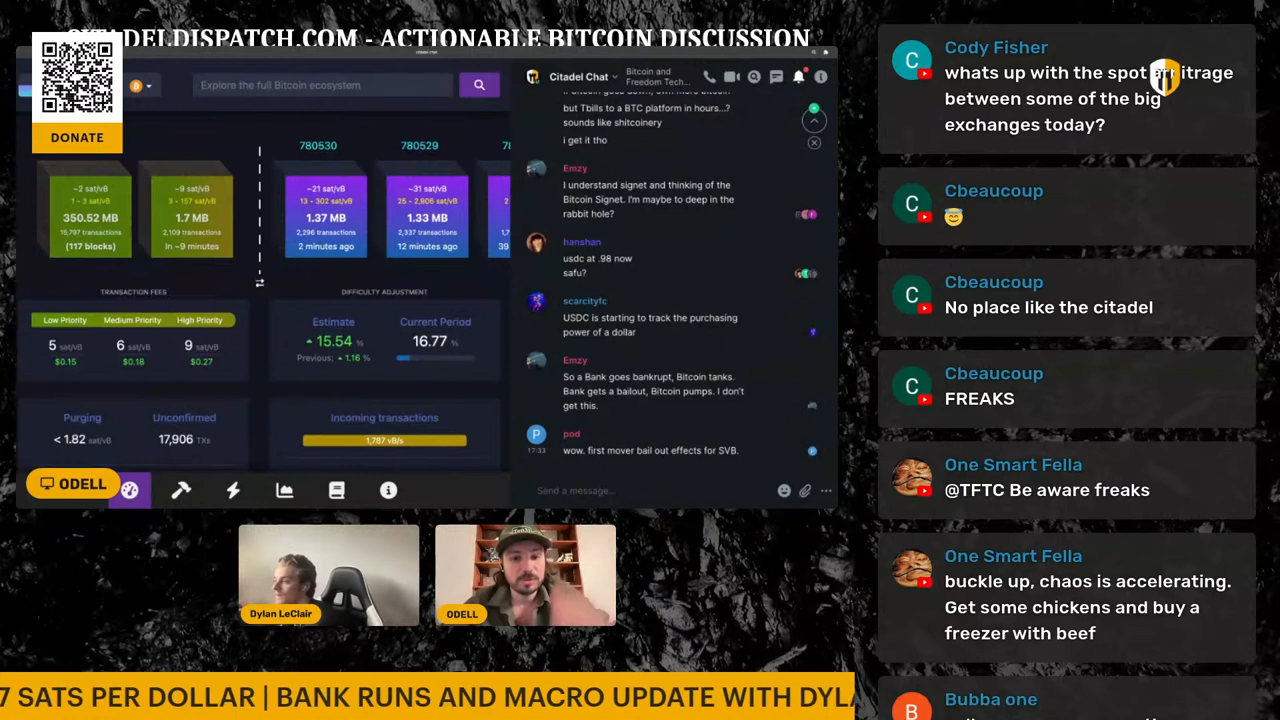 CITADELDISPATCH.COM - ACTIONABLE BITCOIN DISCUSSION
DONATE
Explore the full Bitcoin ecosystem
780530
780529
~2 sat/vB
1 - 3 sat/vB
350.52 MB
15,797 transactions
(117 blocks)
~9 sat/vB
3 - 157 sat/vB
1.7 MB
2,109 transactions
In ~9 minutes
~21 sat/vB
13 - 302 sat/vB
1.37 MB
2,296 transactions
2 minutes ago
~31 sat/vB
25 - 2,906 sat/vB
1.33 MB
2,337 transactions
12 minutes ago
39
TRANSACTION FEES
Low Priority Medium Priority High Priority
5 sat/vB 6 sat/vB 9 sat/vB
$0.15 $0.18 $0.27
DIFFICULTY ADJUSTMENT
Estimate
15.54 %
Previous: 1.16 %
Current Period
16.77 %
Purging
< 1.82 sat/vB
Unconfirmed
17,906 TXs
Incoming transactions
1,787 vB/s
ODELL
Citadel Chat
Bitcoin and
Freedom Tech...
but Tbills to a BTC platform in hours...?
sounds like shitcoinery
i get it tho
Emzy
I understand signet and thinking of the
Bitcoin Signet. I'm maybe to deep in the
rabbit hole?
hanshan
usdc at .98 now
safu?
scarcityfc
USDC is starting to track the purchasing
power of a dollar
Emzy
So a Bank goes bankrupt, Bitcoin tanks.
Bank gets a bailout, Bitcoin pumps. I don't
get this.
P
pod
17:33
wow. first mover bail out effects for SVB.
Send a message...
Dylan LeClair
ODELL
7 SATS PER DOLLAR | BANK RUNS AND MACRO UPDATE WITH DYLA
C
Cody Fisher
whats up with the spot arbitrage
between some of the big
exchanges today?
C
Cbeaucoup
C
Cbeaucoup
No place like the citadel
C
Cbeaucoup
FREAKS
One Smart Fella
@TFTC Be aware freaks
One Smart Fella
buckle up, chaos is accelerating.
Get some chickens and buy a
freezer with beef
B
Bubba one